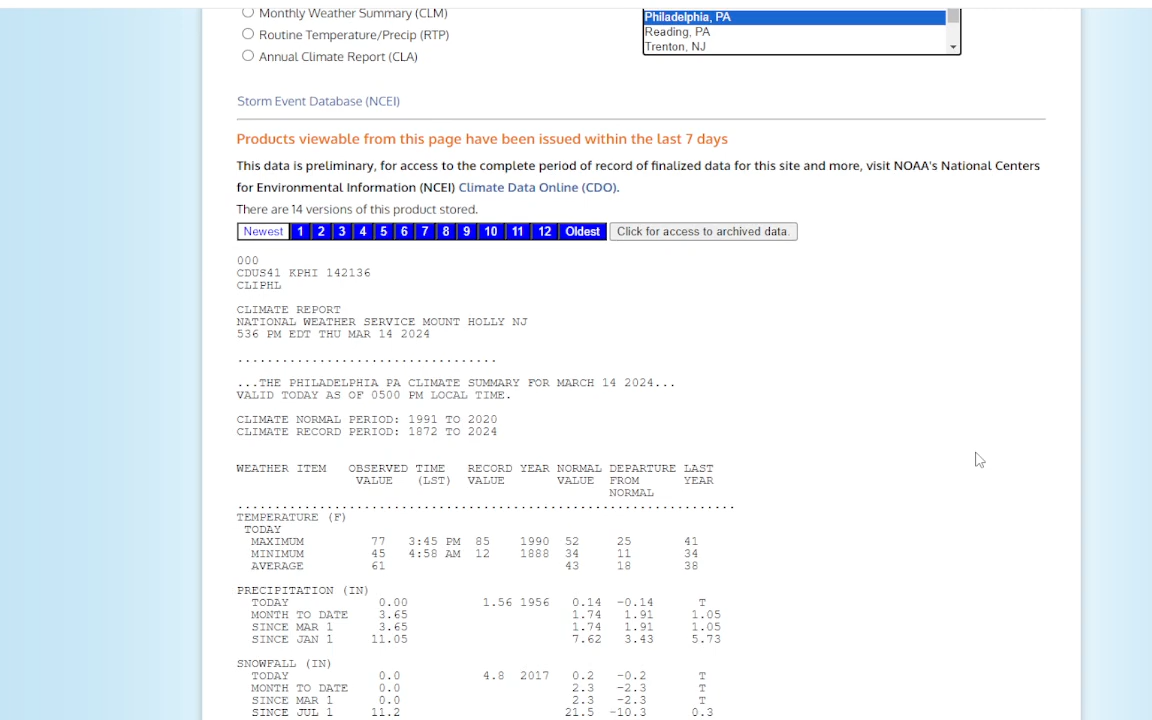 Monthly Weather Summary (CLM)
Routine Temperature/Precip (RTP)
Annual Climate Report (CLA)
Philadelphia, PA
Reading, PA
Trenton, NJ
Storm Event Database (NCEI)
Products viewable from this page have been issued within the last 7 days
This data is preliminary, for access to the complete period of record of finalized data for this site and more, visit NOAA's National Centers
for Environmental Information (NCEI) Climate Data Online (CDO).
There are 14 versions of this product stored.
Newest 1 2 3 4 5 6 7 8 9 10 11 12 Oldest Click for access to archived data.
000
CDUS41 KPHI 142136
CLIPHL
CLIMATE REPORT
NATIONAL WEATHER SERVICE MOUNT HOLLY NJ
536 PM EDT THU MAR 14 2024
...................................
...THE PHILADELPHIA PA CLIMATE SUMMARY FOR MARCH 14 2024...
VALID TODAY AS OF 0500 PM LOCAL TIME.
CLIMATE NORMAL PERIOD: 1991 TO 2020
CLIMATE RECORD PERIOD: 1872 TO 2024
WEATHER ITEM OBSERVED TIME RECORD YEAR NORMAL DEPARTURE LAST
VALUE (LST) VALUE VALUE FROM YEAR
NORMAL
...................................................................
TEMPERATURE (F)
TODAY
MAXIMUM 77 3:45 PM 85 1990 52 25 41
MINIMUM 45 4:58 AM 12 1888 34 11 34
AVERAGE 61 43 18 38
PRECIPITATION (IN)
TODAY 0.00 1.56 1956 0.14 -0.14 T
MONTH TO DATE 3.65 1.74 1.91 1.05
SINCE MAR 1 3.65 1.74 1.91 1.05
SINCE JAN 1 11.05 7.62 3.43 5.73
SNOWFALL (IN)
TODAY 0.0 4.8 2017 0.2 -0.2 T
MONTH TO DATE 0.0 2.3 -2.3 T
SINCE MAR 1 0.0 2.3 -2.3 T
SINCE JUL 1 11.2 21.5 -10.3 0.3